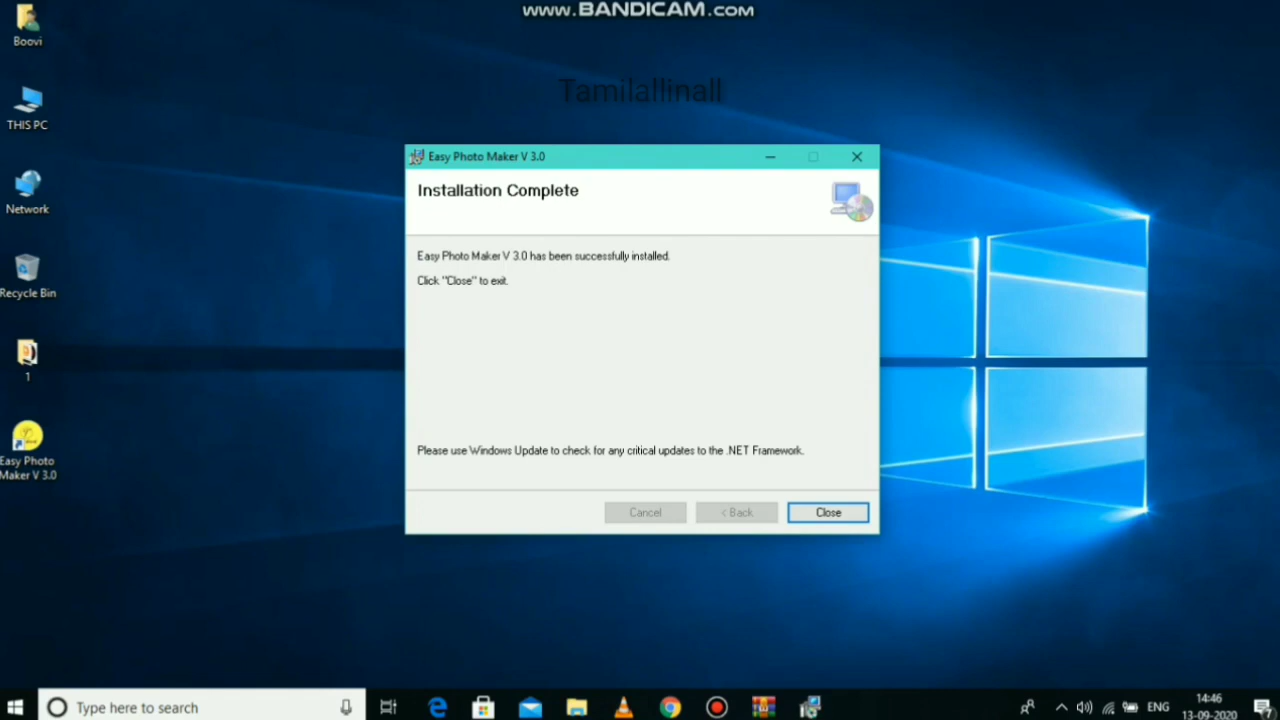 www.BANDICAM.com
Tamilallinall
Boovi
THIS PC
Network
Recycle Bin
1
Easy Photo
Maker V 3.0
Easy Photo Maker V 3.0
Installation Complete
Easy Photo Maker V 3.0 has been successfully installed.
Click "Close" to exit.
Please use Windows Update to check for any critical updates to the .NET Framework.
Cancel
< Back
Close
Type here to search
ENG
14:46
13-09-2020